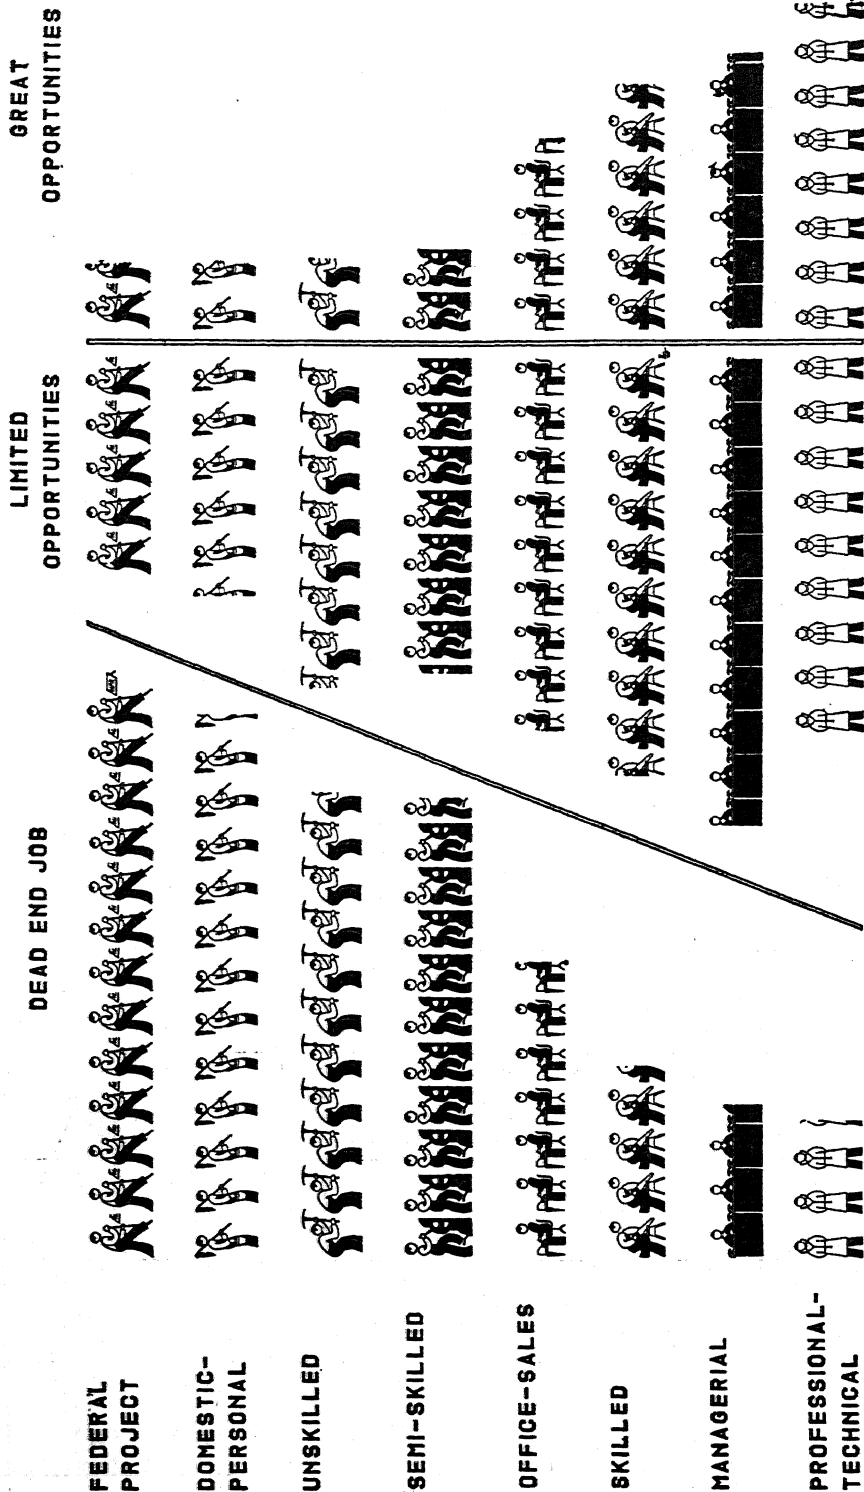 DEAD END JOB
LIMITED
OPPORTUNITIES
GREAT
OPPORTUNITIES
FEDERAL
PROJECT
DOMESTIC-
PERSONAL
UNSKILLED
SEMI-SKILLED
OFFICE-SALES
SKILLED
MANAGERIAL
PROFESSIONAL-
TECHNICAL